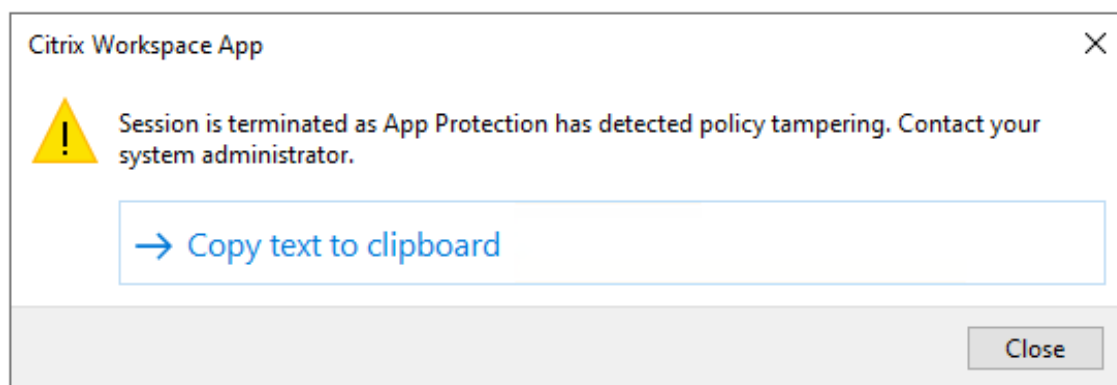 Citrix Workspace App
Session is terminated as App Protection has detected policy tampering. Contact your
system administrator.
Copy text to clipboard
Close